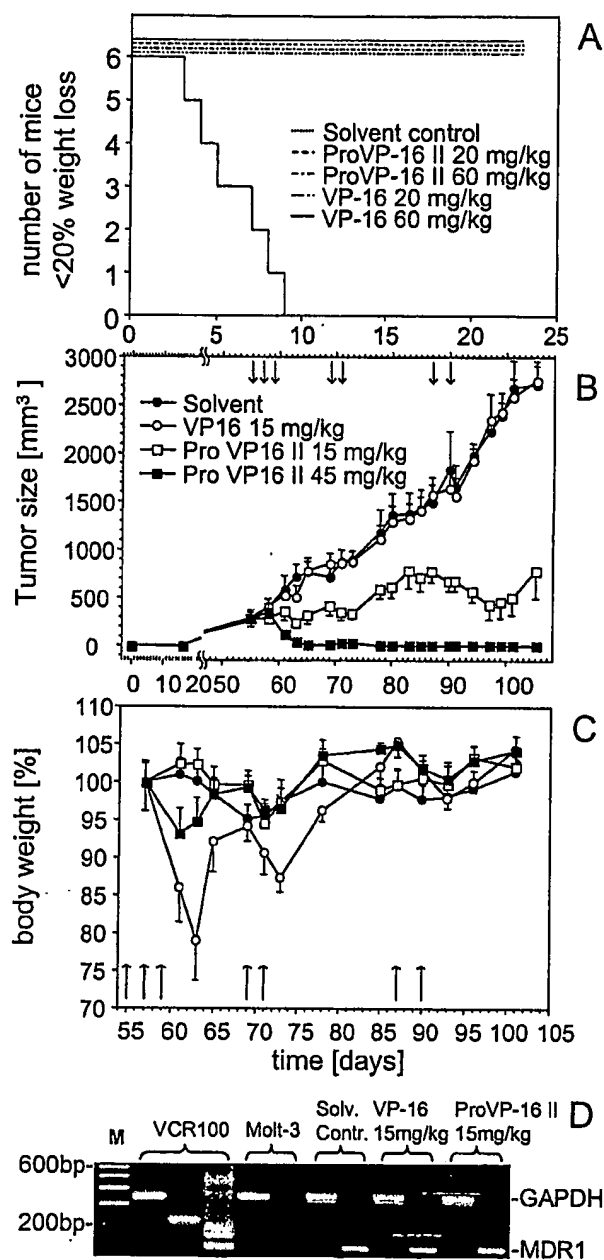 A
number of mice
<20% weight loss
6
5
4
3
2
1
0
Solvent control
ProVP-16 II 20 mg/kg
ProVP-16 II 60 mg/kg
VP-16 20 mg/kg
VP-16 60 mg/kg
0 5 10 15 20 25
B
Tumor size [mm³]
3000
2500
2000
1500
1000
500
0
Solvent
VP16 15 mg/kg
Pro VP16 II 15 mg/kg
Pro VP16 II 45 mg/kg
0 10 20 50 60 70 80 90 100
C
body weight [%]
110
105
100
95
90
85
80
75
70
55 60 65 70 75 80 85 90 95 100 105
time [days]
D
M VCR100 Molt-3 Solv. Contr. VP-16 15mg/kg ProVP-16 II 15mg/kg
600bp-
200bp-
-GAPDH
-MDR1